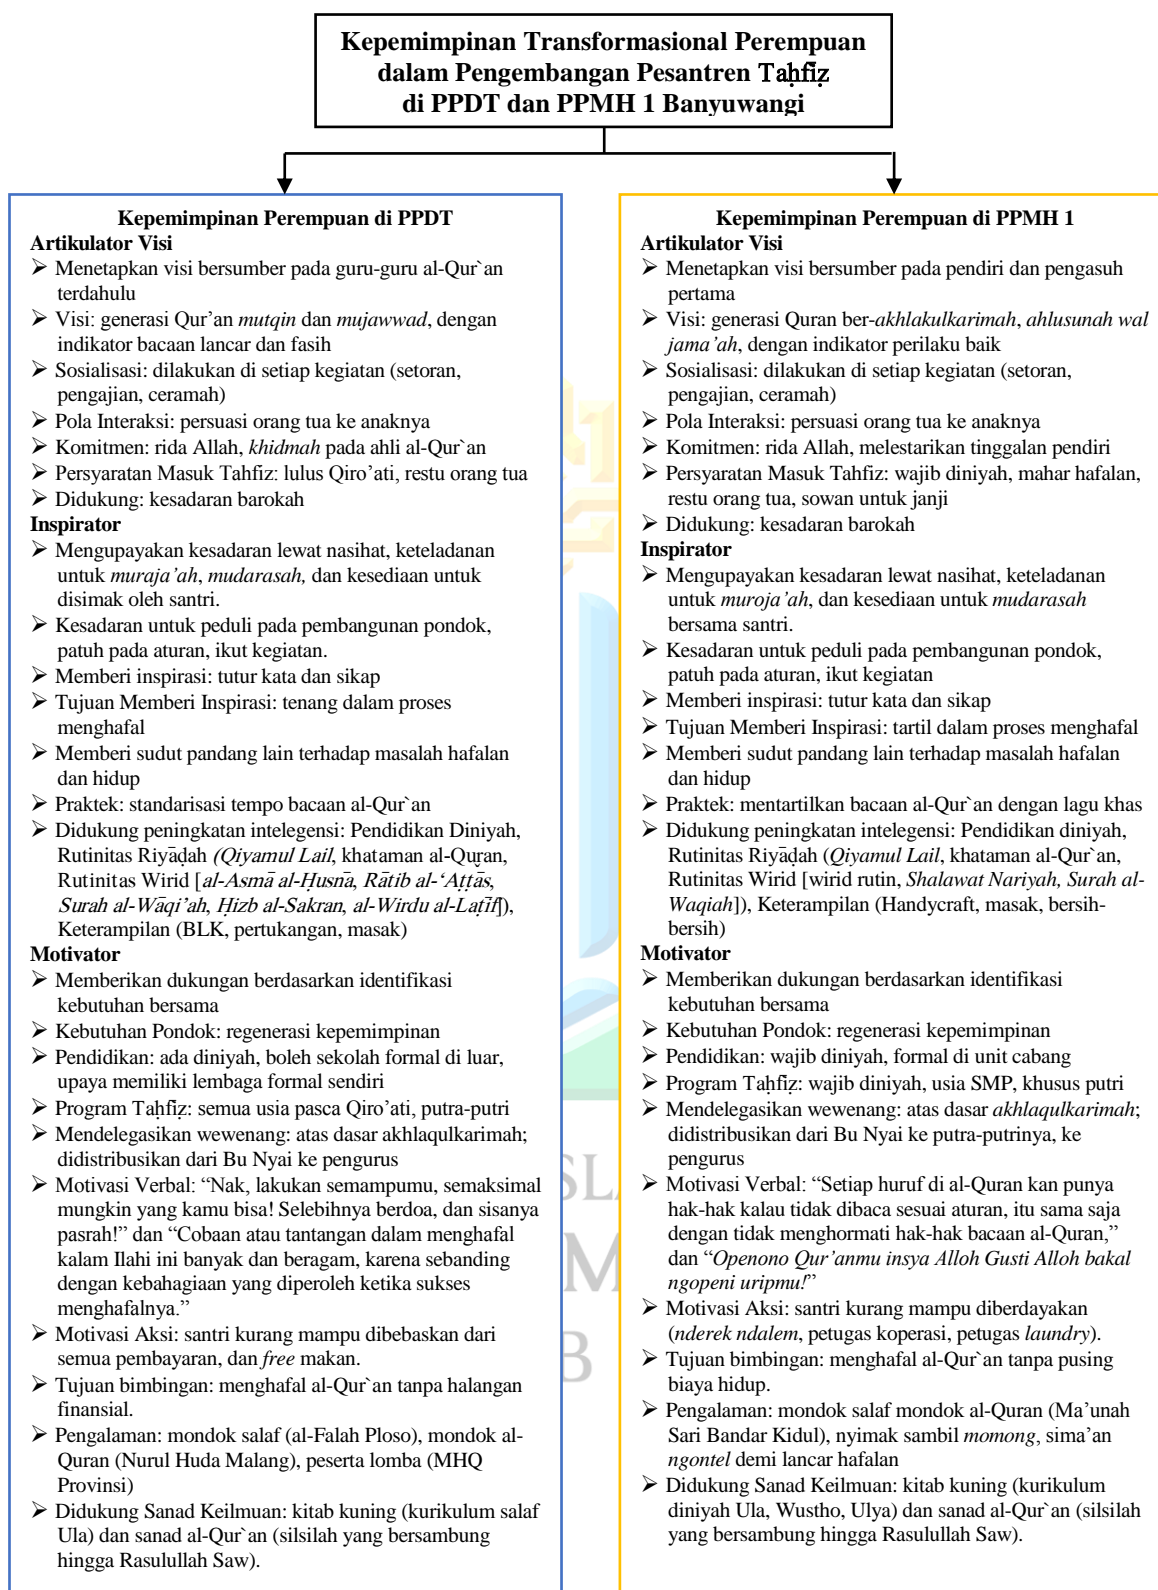 Kepemimpinan Transformasional Perempuan
dalam Pengembangan Pesantren Taḥfiẓ
di PPDT dan PPMH 1 Banyuwangi
Kepemimpinan Perempuan di PPDT
Artikulator Visi
➢ Menetapkan visi bersumber pada guru-guru al-Qur`an
terdahulu
➢ Visi: generasi Qur'an mutqin dan mujawwad, dengan
indikator bacaan lancar dan fasih
➢ Sosialisasi: dilakukan di setiap kegiatan (setoran,
pengajian, ceramah)
➢ Pola Interaksi: persuasi orang tua ke anaknya
➢ Komitmen: rida Allah, khidmah pada ahli al-Qur`an
➢ Persyaratan Masuk Tahfiz: lulus Qiro'ati, restu orang tua
➢ Didukung: kesadaran barokah
Inspirator
➢ Mengupayakan kesadaran lewat nasihat, keteladanan
untuk muraja'ah, mudarasah, dan kesediaan untuk
disimak oleh santri.
➢ Kesadaran untuk peduli pada pembangunan pondok,
patuh pada aturan, ikut kegiatan.
➢ Memberi inspirasi: tutur kata dan sikap
➢ Tujuan Memberi Inspirasi: tenang dalam proses
menghafal
➢ Memberi sudut pandang lain terhadap masalah hafalan
dan hidup
➢ Praktek: standarisasi tempo bacaan al-Qur`an
➢ Didukung peningkatan intelegensi: Pendidikan Diniyah,
Rutinitas Riyāḍah (Qiyamul Lail, khataman al-Quran,
Rutinitas Wirid [al-Asmā al-Ḥusnā, Rātib al-'Aṭṭās,
Surah al-Wāqi'ah, Ḥizb al-Sakran, al-Wirdu al-Laṭīf]),
Keterampilan (BLK, pertukangan, masak)
Motivator
➢ Memberikan dukungan berdasarkan identifikasi
kebutuhan bersama
➢ Kebutuhan Pondok: regenerasi kepemimpinan
➢ Pendidikan: ada diniyah, boleh sekolah formal di luar,
upaya memiliki lembaga formal sendiri
➢ Program Taḥfiẓ: semua usia pasca Qiro'ati, putra-putri
➢ Mendelegasikan wewenang: atas dasar akhlaqulkarimah;
didistribusikan dari Bu Nyai ke pengurus
➢ Motivasi Verbal: “Nak, lakukan semampumu, semaksimal
mungkin yang kamu bisa! Selebihnya berdoa, dan sisanya
pasrah!” dan “Cobaan atau tantangan dalam menghafal
kalam Ilahi ini banyak dan beragam, karena sebanding
dengan kebahagiaan yang diperoleh ketika sukses
menghafalnya.”
➢ Motivasi Aksi: santri kurang mampu dibebaskan dari
semua pembayaran, dan free makan.
➢ Tujuan bimbingan: menghafal al-Qur`an tanpa halangan
finansial.
➢ Pengalaman: mondok salaf (al-Falah Ploso), mondok al-
Quran (Nurul Huda Malang), peserta lomba (MHQ
Provinsi)
➢ Didukung Sanad Keilmuan: kitab kuning (kurikulum salaf
Ula) dan sanad al-Qur`an (silsilah yang bersambung
hingga Rasulullah Saw).
Kepemimpinan Perempuan di PPMH 1
Artikulator Visi
➢ Menetapkan visi bersumber pada pendiri dan pengasuh
pertama
➢ Visi: generasi Quran ber-akhlakulkarimah, ahlusunah wal
jama'ah, dengan indikator perilaku baik
➢ Sosialisasi: dilakukan di setiap kegiatan (setoran,
pengajian, ceramah)
➢ Pola Interaksi: persuasi orang tua ke anaknya
➢ Komitmen: rida Allah, melestarikan tinggalan pendiri
➢ Persyaratan Masuk Tahfiz: wajib diniyah, mahar hafalan,
restu orang tua, sowan untuk janji
➢ Didukung: kesadaran barokah
Inspirator
➢ Mengupayakan kesadaran lewat nasihat, keteladanan
untuk muroja'ah, dan kesediaan untuk mudarasah
bersama santri.
➢ Kesadaran untuk peduli pada pembangunan pondok,
patuh pada aturan, ikut kegiatan
➢ Memberi inspirasi: tutur kata dan sikap
➢ Tujuan Memberi Inspirasi: tartil dalam proses menghafal
➢ Memberi sudut pandang lain terhadap masalah hafalan
dan hidup
➢ Praktek: mentartilkan bacaan al-Qur`an dengan lagu khas
➢ Didukung peningkatan intelegensi: Pendidikan diniyah,
Rutinitas Riyāḍah (Qiyamul Lail, khataman al-Qur`an,
Rutinitas Wirid [wirid rutin, Shalawat Nariyah, Surah al-
Waqiah]), Keterampilan (Handycraft, masak, bersih-
bersih)
Motivator
➢ Memberikan dukungan berdasarkan identifikasi
kebutuhan bersama
➢ Kebutuhan Pondok: regenerasi kepemimpinan
➢ Pendidikan: wajib diniyah, formal di unit cabang
➢ Program Taḥfiẓ: wajib diniyah, usia SMP, khusus putri
➢ Mendelegasikan wewenang: atas dasar akhlaqulkarimah;
didistribusikan dari Bu Nyai ke putra-putrinya, ke
pengurus
➢ Motivasi Verbal: “Setiap huruf di al-Quran kan punya
hak-hak kalau tidak dibaca sesuai aturan, itu sama saja
dengan tidak menghormati hak-hak bacaan al-Quran,”
dan “Openono Qur'anmu insya Alloh Gusti Alloh bakal
ngopeni uripmu!”
➢ Motivasi Aksi: santri kurang mampu diberdayakan
(nderek ndalem, petugas koperasi, petugas laundry).
➢ Tujuan bimbingan: menghafal al-Qur`an tanpa pusing
biaya hidup.
➢ Pengalaman: mondok salaf mondok al-Quran (Ma'unah
Sari Bandar Kidul), nyimak sambil momong, sima'an
ngontel demi lancar hafalan
➢ Didukung Sanad Keilmuan: kitab kuning (kurikulum
diniyah Ula, Wustho, Ulya) dan sanad al-Qur`an (silsilah
yang bersambung hingga Rasulullah Saw).
SL
M
B